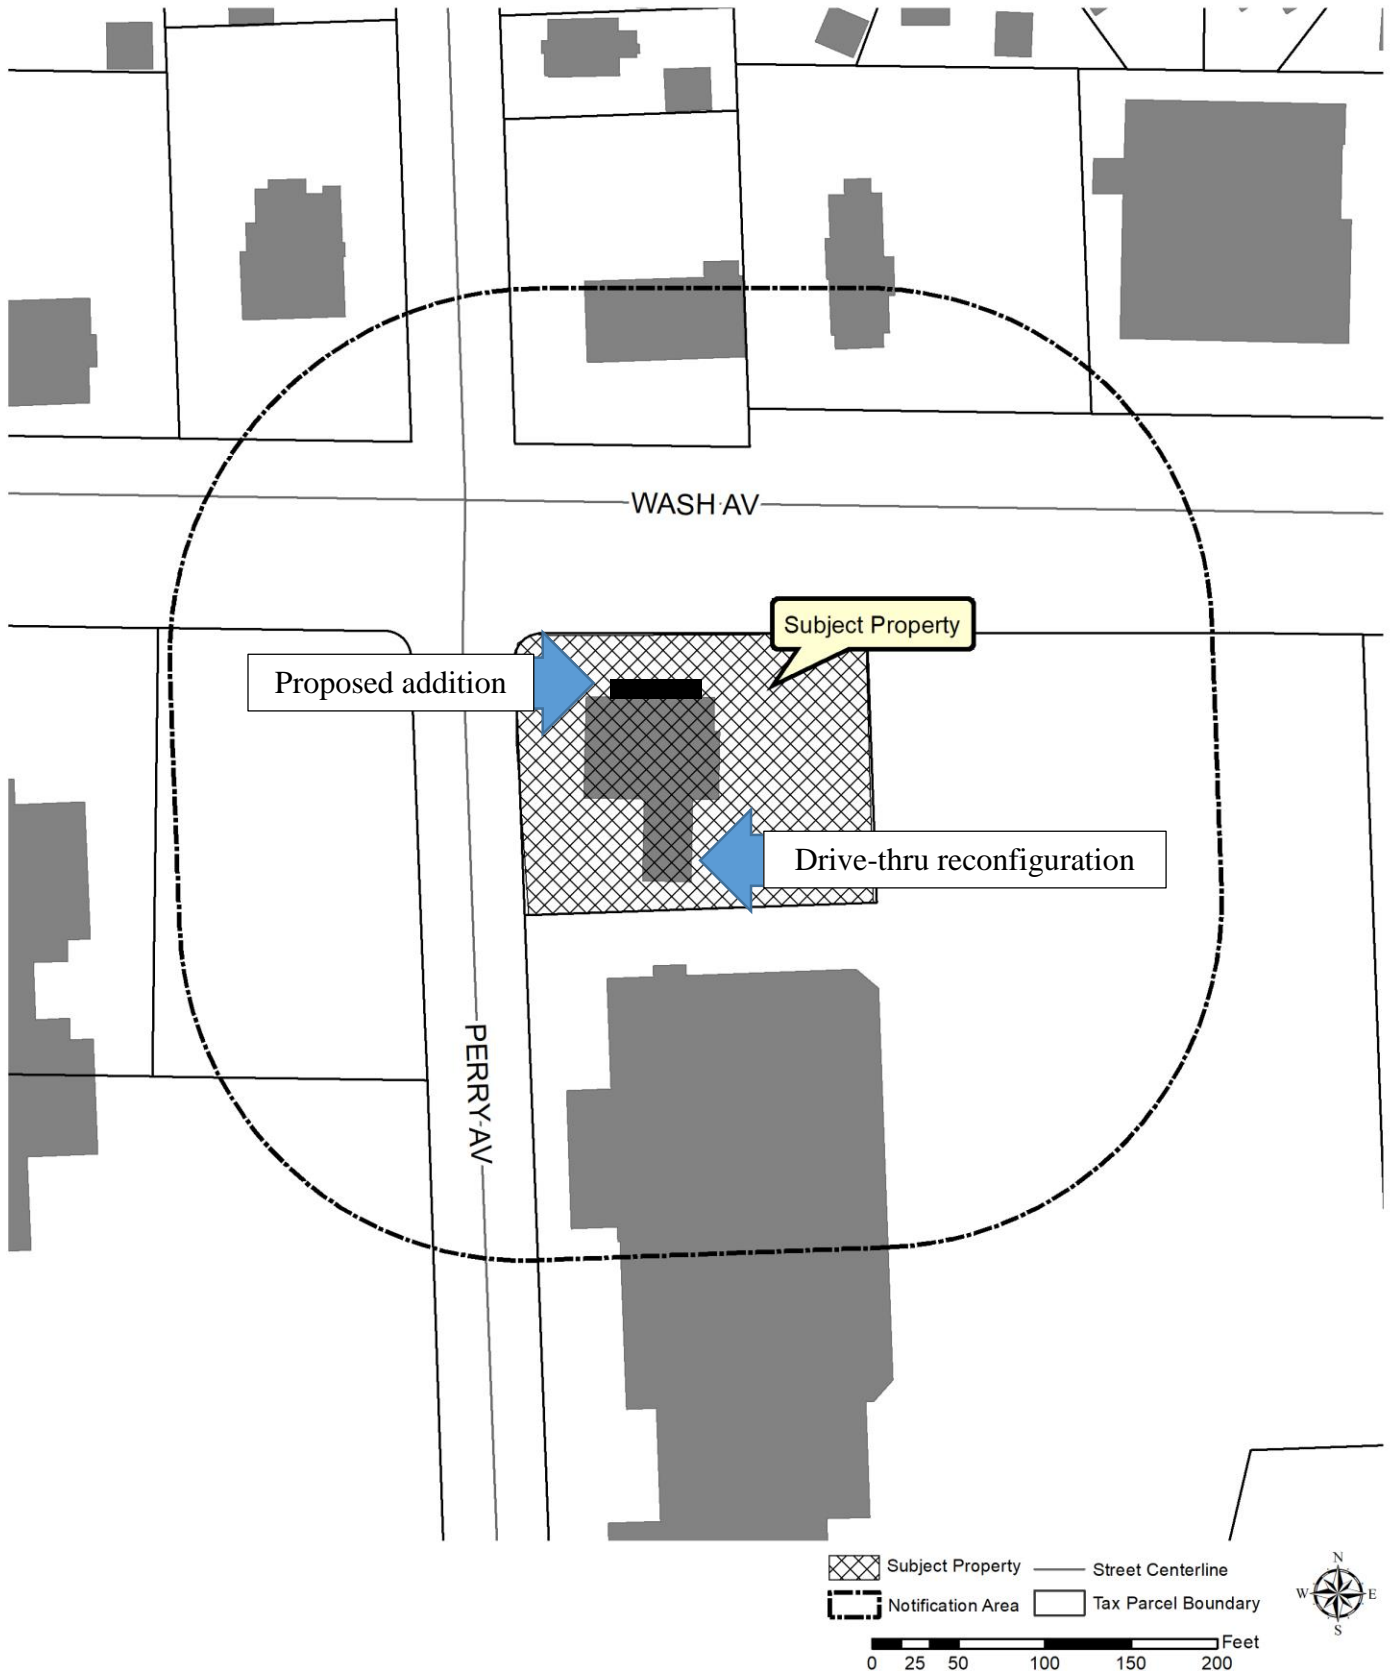 WASH AV
Subject Property
Proposed addition
Drive-thru reconfiguration
PERRY AV
Subject Property
Street Centerline
Notification Area
Tax Parcel Boundary
N
W E
S
Feet
0 25 50 100 150 200